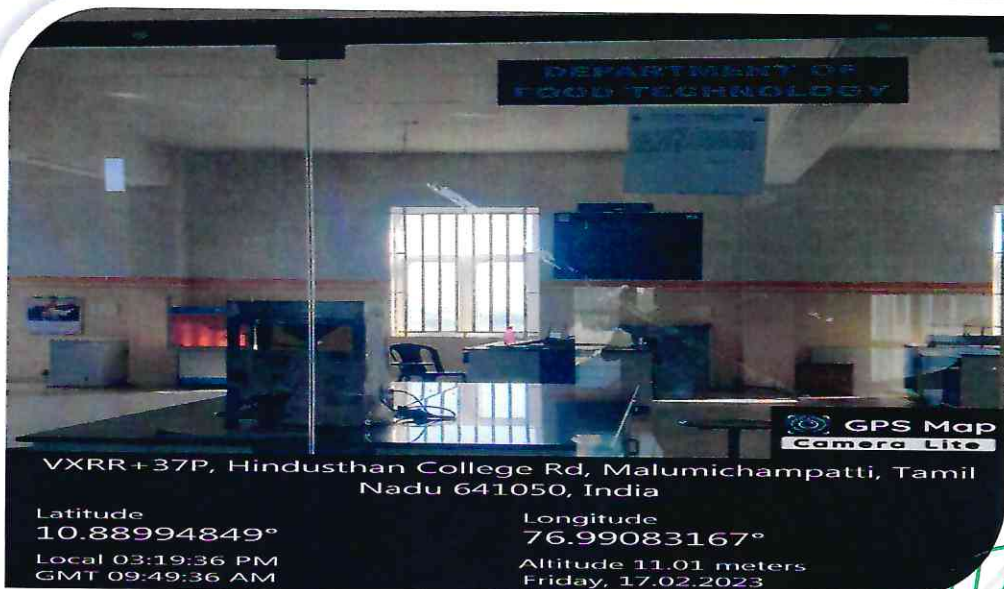 DEPARTMENT OF
FOOD TECHNOLOGY
GPS Map
Camera Lite
VXRR+37P, Hindusthan College Rd, Malumichampatti, Tamil
Nadu 641050, India
Latitude
10.88994849°
Longitude
76.99083167°
Local 03:19:36 PM
GMT 09:49:36 AM
Altitude 11.01 meters
Friday, 17.02.2023